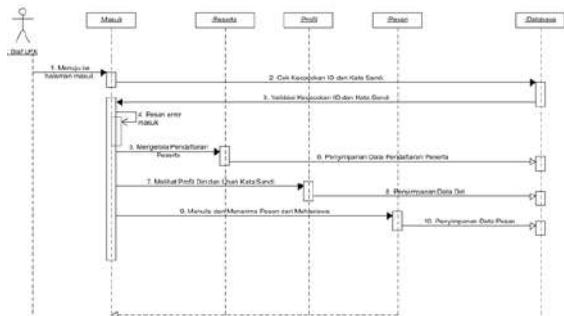 Masuk
Peserta
Profil
Pesan
Database
Staf UPA
1. Menuju ke
halaman masuk
2. Cek Kecocokan ID dan Kata Sandi
3. Validasi Kecocokan ID dan Kata Sandi
4. Pesan error
masuk
5. Mengelola Pendaftaran
Peserta
6. Penyimpanan Data Pendaftaran Peserta
7. Melihat Profil Diri dan Ubah Kata Sandi
8. Penyimpanan Data Diri
9. Menulis dan Menerima Pesan dari Mahasiswa
10. Penyimpanan Data Pesan